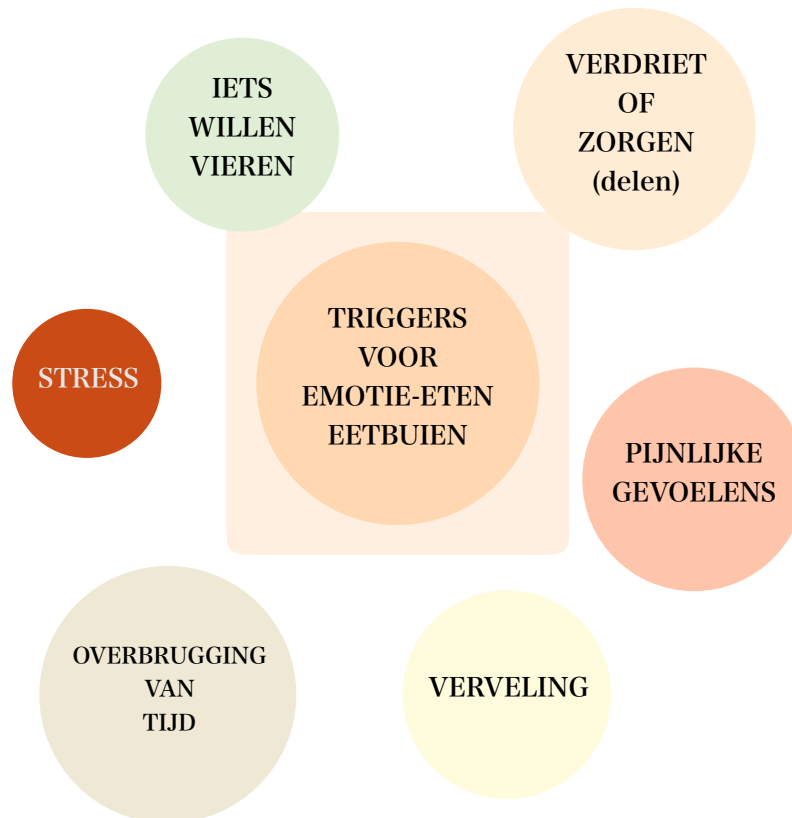 IETS
WILLEN
VIEREN
VERDRIET
OF
ZORGEN
(delen)
TRIGGERS
VOOR
EMOTIE-ETEN
EETBUIEN
STRESS
PIJNLIJKE
GEVOELENS
OVERBRUGGING
VAN
TIJD
VERVELING